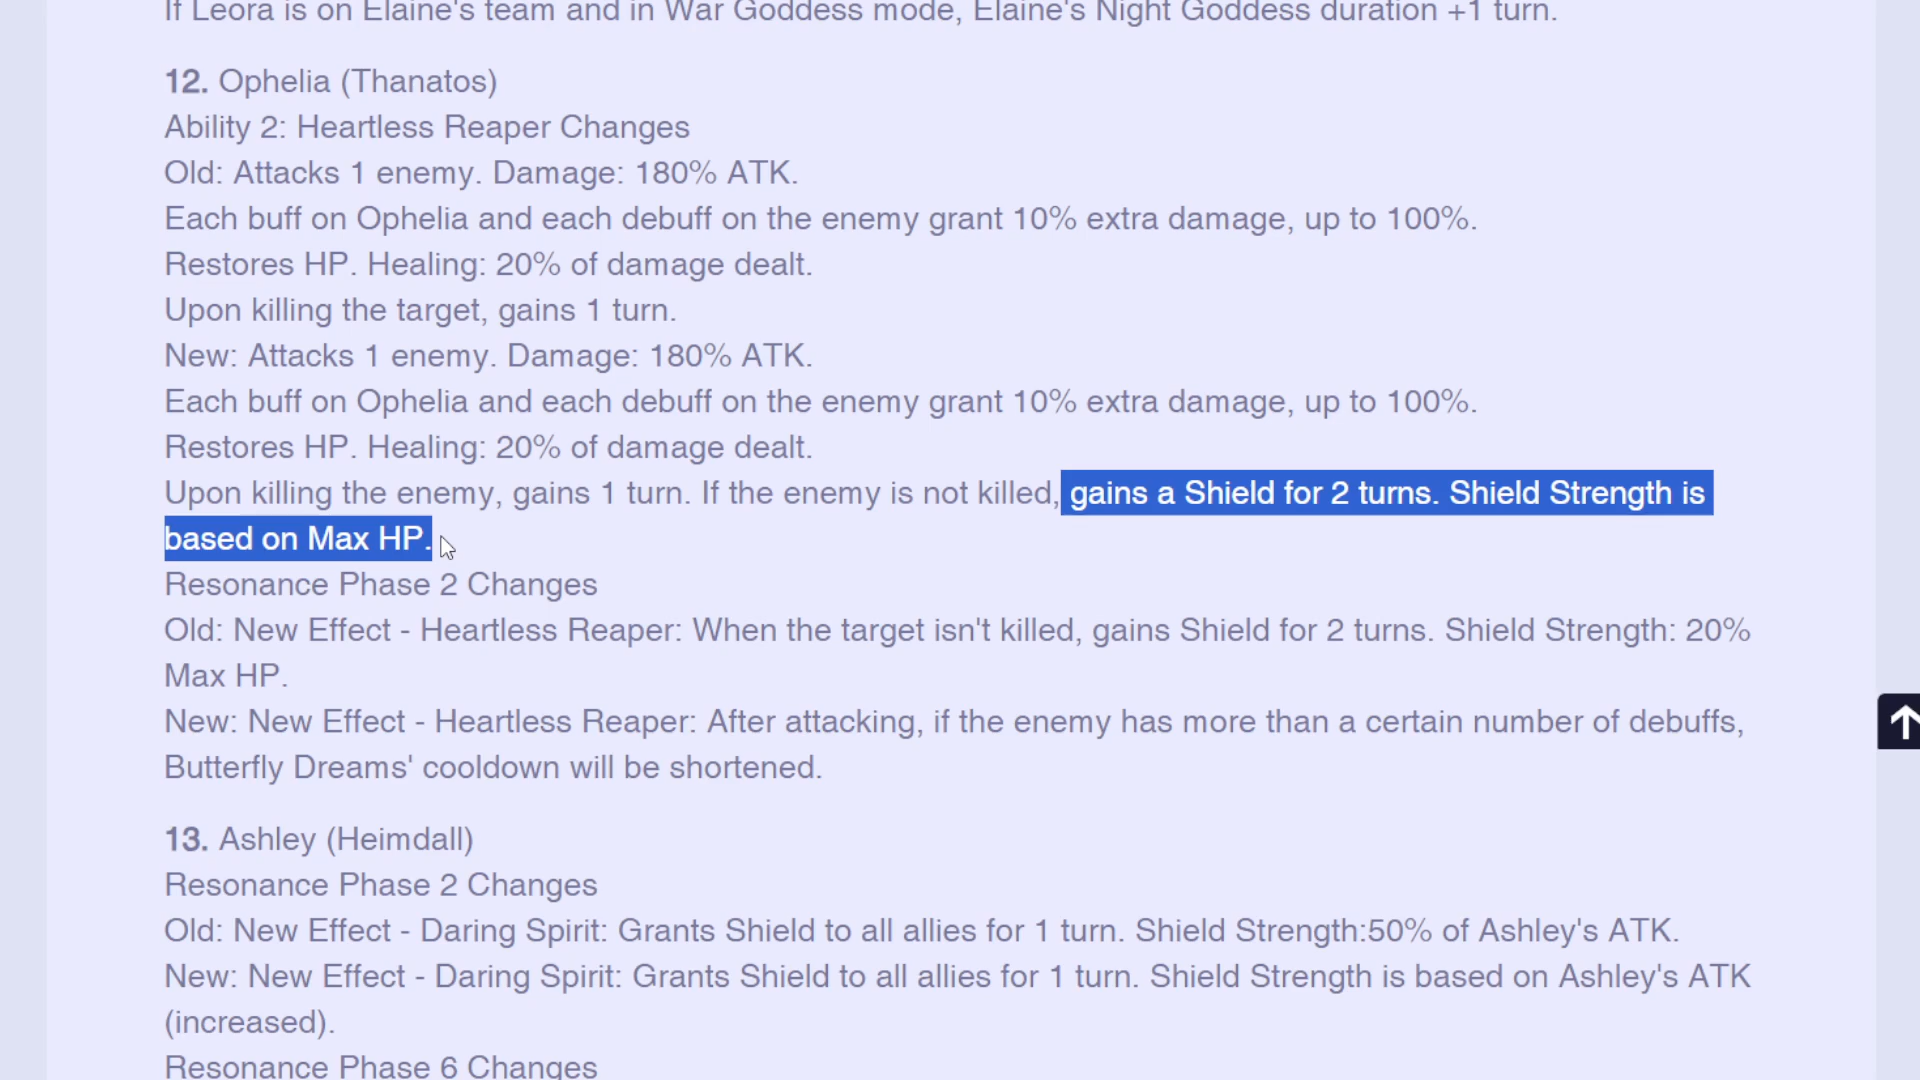 If Leora is on Elaine's team and in War Goddess mode, Elaine's Night Goddess duration +1 turn.
12. Ophelia (Thanatos)
Ability 2: Heartless Reaper Changes
Old: Attacks 1 enemy. Damage: 180% ATK.
Each buff on Ophelia and each debuff on the enemy grant 10% extra damage, up to 100%.
Restores HP. Healing: 20% of damage dealt.
Upon killing the target, gains 1 turn.
New: Attacks 1 enemy. Damage: 180% ATK.
Each buff on Ophelia and each debuff on the enemy grant 10% extra damage, up to 100%.
Restores HP. Healing: 20% of damage dealt.
Upon killing the enemy, gains 1 turn. If the enemy is not killed, gains a Shield for 2 turns. Shield Strength is
based on Max HP.
Resonance Phase 2 Changes
Old: New Effect - Heartless Reaper: When the target isn't killed, gains Shield for 2 turns. Shield Strength: 20%
Max HP.
New: New Effect - Heartless Reaper: After attacking, if the enemy has more than a certain number of debuffs,
Butterfly Dreams' cooldown will be shortened.
13. Ashley (Heimdall)
Resonance Phase 2 Changes
Old: New Effect - Daring Spirit: Grants Shield to all allies for 1 turn. Shield Strength:50% of Ashley's ATK.
New: New Effect - Daring Spirit: Grants Shield to all allies for 1 turn. Shield Strength is based on Ashley's ATK
(increased).
Resonance Phase 6 Changes